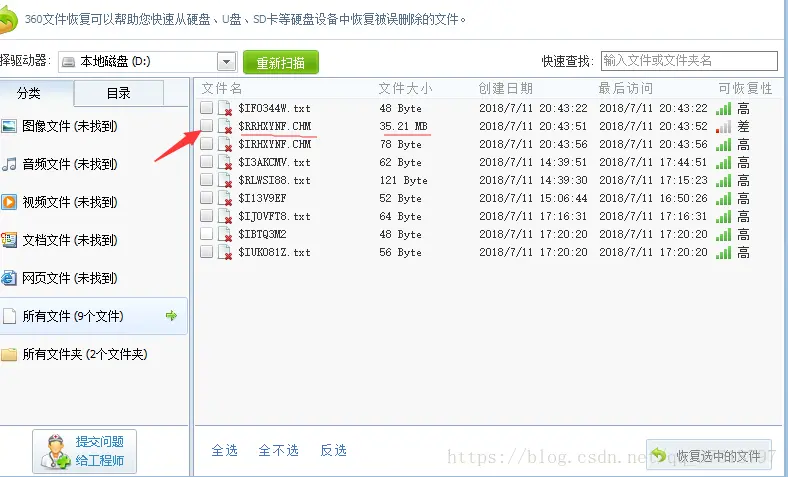 360文件恢复可以帮助您快速从硬盘、U盘、SD卡等硬盘设备中恢复被误删除的文件。
择驱动器: 本地磁盘 (D:) 重新扫描 快速查找: 输入文件或文件夹名
分类 目录
文件名 文件大小 创建日期 最后访问 可恢复性
$IFO344W.txt 48 Byte 2018/7/11 20:43:22 2018/7/11 20:43:22 高
$RRHXYNF.CHM 35.21 MB 2018/7/11 20:43:51 2018/7/11 20:43:52 差
$IRHXYNF.CHM 78 Byte 2018/7/11 20:43:56 2018/7/11 20:43:56 高
$I3AKCMV.txt 62 Byte 2018/7/11 14:39:51 2018/7/11 17:44:51 高
$RLWSI88.txt 121 Byte 2018/7/11 14:39:30 2018/7/11 17:15:23 高
$I13V9EF 52 Byte 2018/7/11 15:06:44 2018/7/11 16:50:26 高
$IJOVFT8.txt 64 Byte 2018/7/11 17:16:31 2018/7/11 17:16:31 高
$IBTQ3M2 48 Byte 2018/7/11 17:20:20 2018/7/11 17:20:20 高
$IUKO81Z.txt 56 Byte 2018/7/11 17:20:20 2018/7/11 17:20:20 高
图像文件 (未找到)
音频文件 (未找到)
视频文件 (未找到)
文档文件 (未找到)
网页文件 (未找到)
所有文件 (9个文件)
所有文件夹 (2个文件夹)
提交问题
给工程师
全选 全不选 反选
恢复选中的文件
https://blog.csdn.net